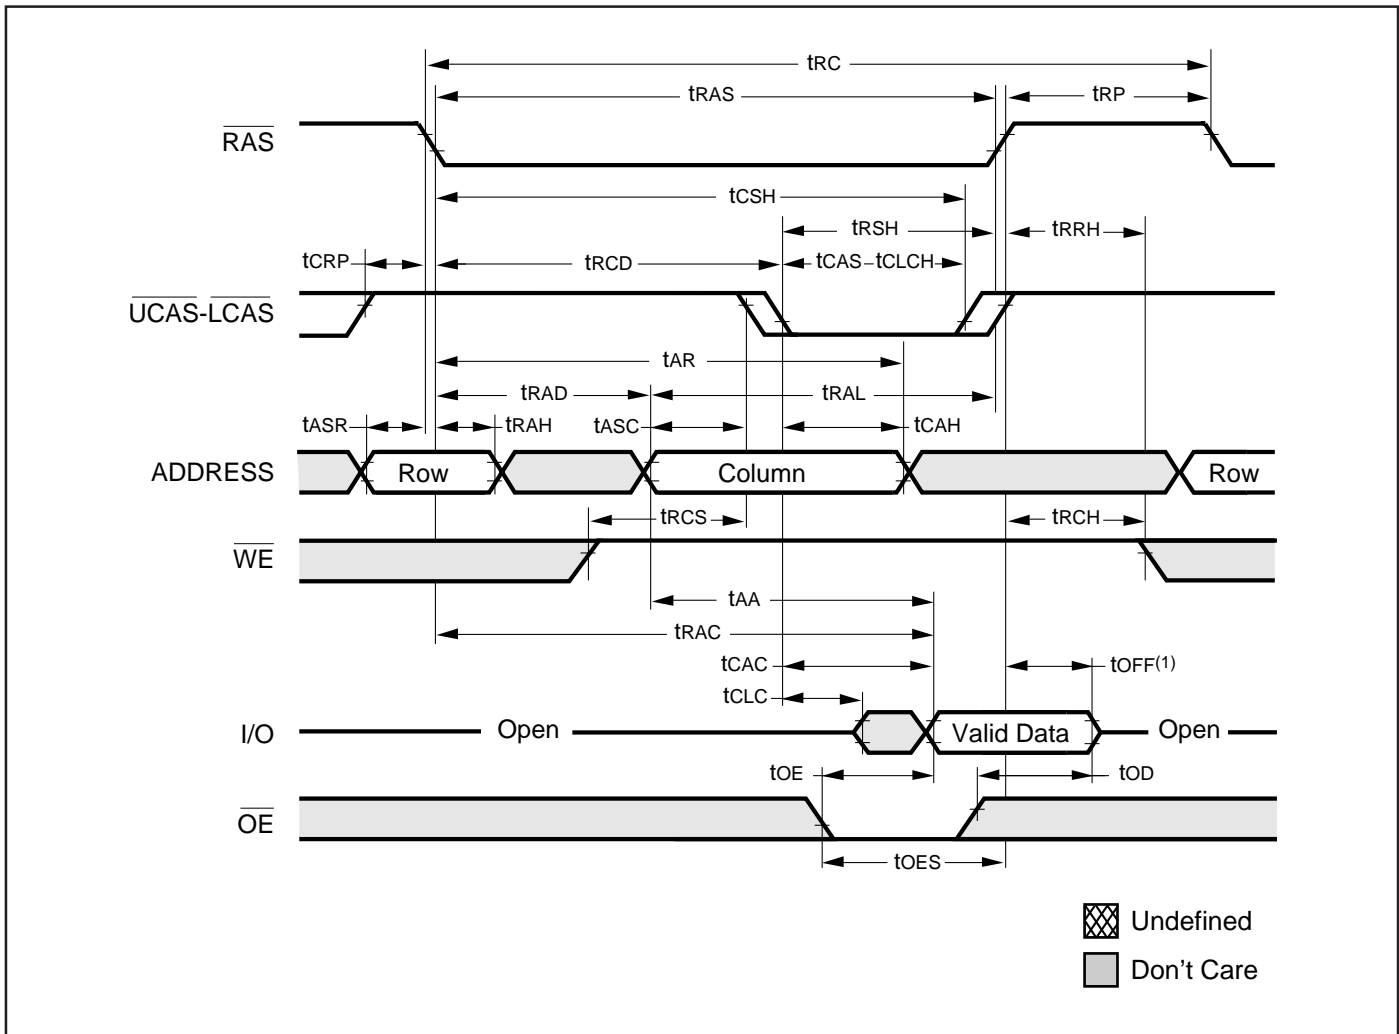 tRC
tRAS
tRP
RAS
tCSH
tRSH
tRRH
tCRP
tRCD
tCAS
tCLCH
UCAS-LCAS
tAR
tRAD
tRAL
tASR
tRAH
tASC
tCAH
ADDRESS
Row
Column
Row
tRCS
tRCH
WE
tAA
tRAC
tCAC
tOFF(1)
tCLC
I/O
Open
Valid Data
Open
tOE
tOD
OE
tOES
Undefined
Don't Care